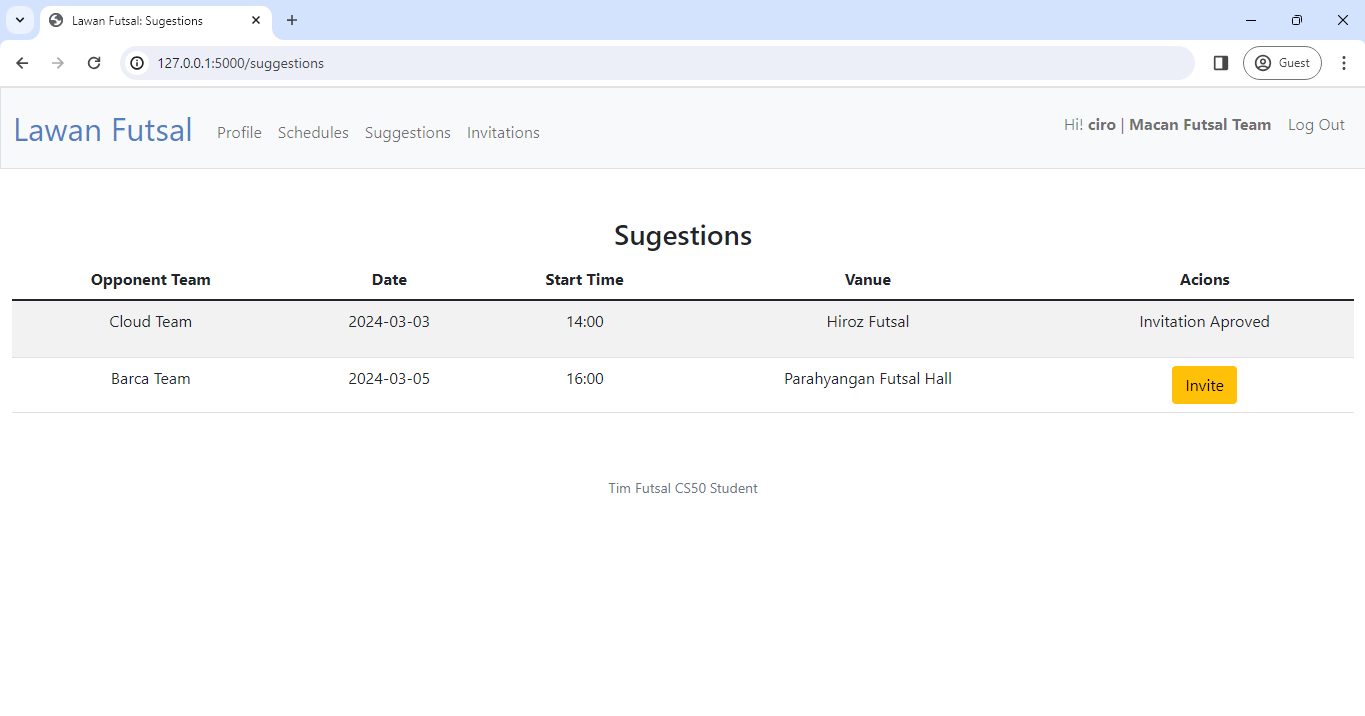 Lawan Futsal: Sugestions
127.0.0.1:5000/suggestions
Guest
Lawan Futsal Profile Schedules Suggestions Invitations Hi! ciro | Macan Futsal Team Log Out
Sugestions
Opponent Team Date Start Time Vanue Acions
Cloud Team 2024-03-03 14:00 Hiroz Futsal Invitation Aproved
Barca Team 2024-03-05 16:00 Parahyangan Futsal Hall Invite
Tim Futsal CS50 Student